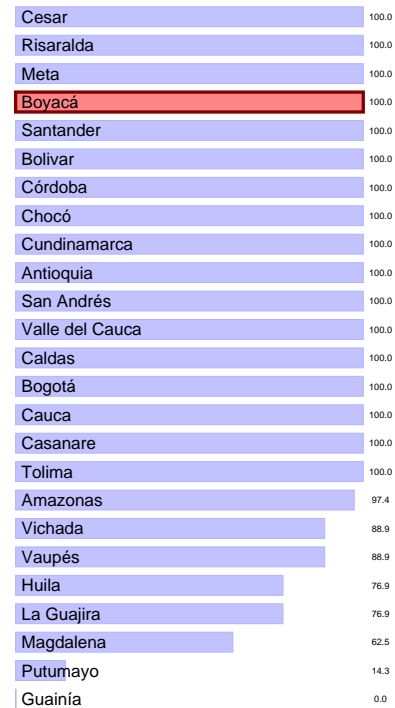 Cesar 100.0
Risaralda 100.0
Meta 100.0
Boyacá 100.0
Santander 100.0
Bolivar 100.0
Córdoba 100.0
Chocó 100.0
Cundinamarca 100.0
Antioquia 100.0
San Andrés 100.0
Valle del Cauca 100.0
Caldas 100.0
Bogotá 100.0
Cauca 100.0
Casanare 100.0
Tolima 100.0
Amazonas 97.4
Vichada 88.9
Vaupés 88.9
Huila 76.9
La Guajira 76.9
Magdalena 62.5
Putumayo 14.3
Guainía 0.0